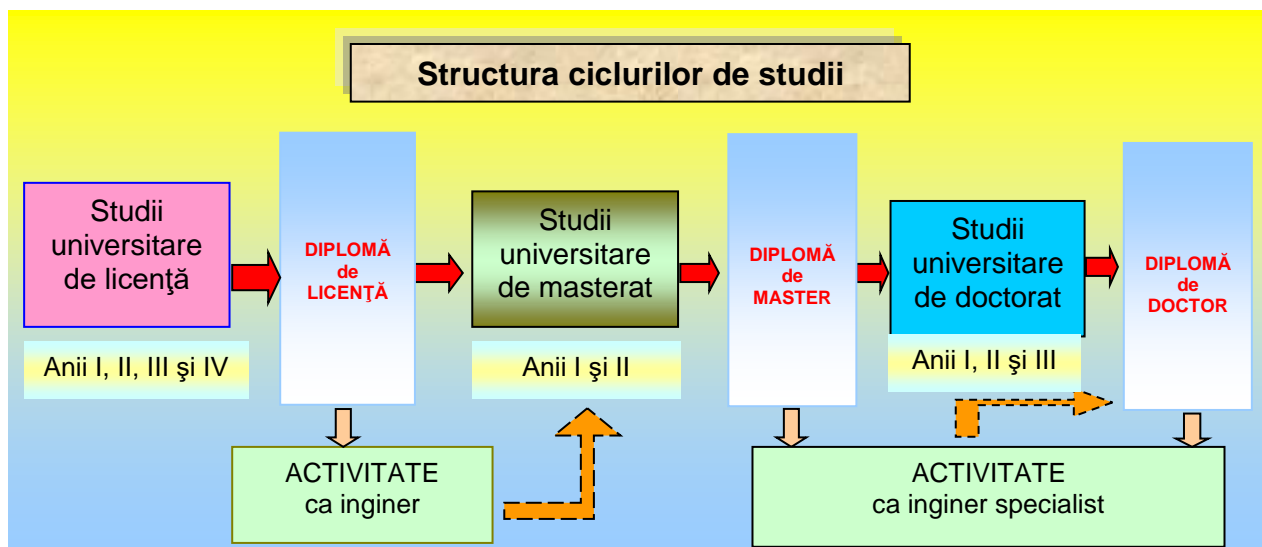 Structura ciclurilor de studii
Studii
universitare
de licenţă
Anii I, II, III şi IV
DIPLOMĂ
de
LICENŢĂ
Studii
universitare
de masterat
Anii I şi II
DIPLOMĂ
de
MASTER
Studii
universitare
de doctorat
Anii I, II şi III
DIPLOMĂ
de
DOCTOR
ACTIVITATE
ca inginer
ACTIVITATE
ca inginer specialist